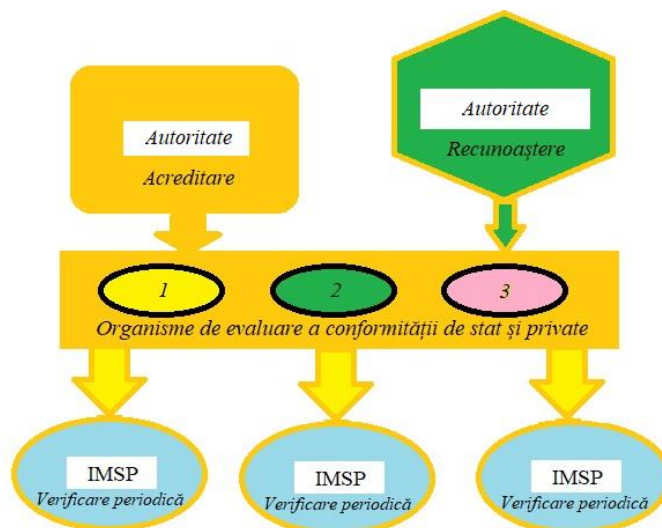 Autoritate
Acreditare
Autoritate
Recunoaștere
1 2 3
Organisme de evaluare a conformității de stat și private
IMSP
Verificare periodică
IMSP
Verificare periodică
IMSP
Verificare periodică